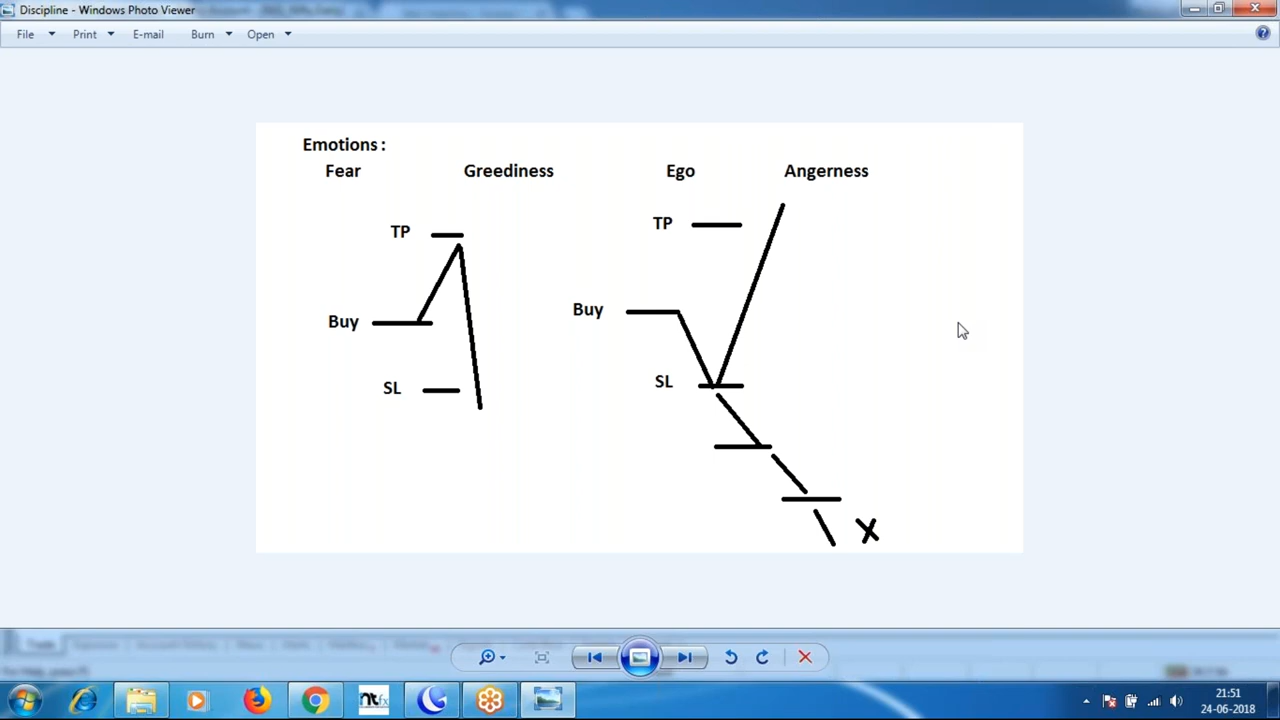 Discipline - Windows Photo Viewer
File Print E-mail Burn Open
Emotions :
Fear Greediness Ego Angerness
TP
TP
Buy
Buy
SL
SL
X
ntfx
21:51
24-06-2018